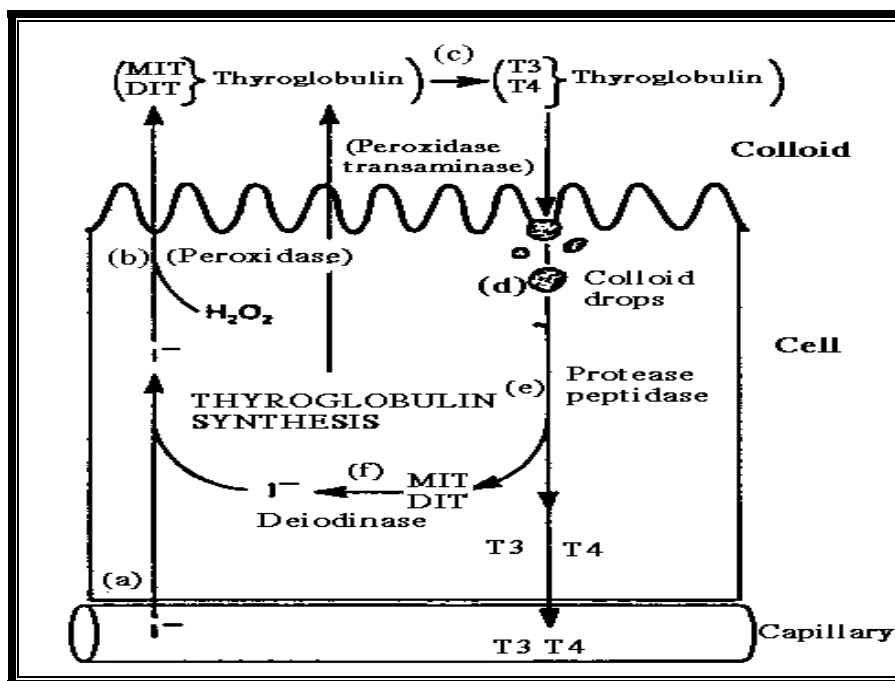 (MIT
DIT} Thyroglobulin) (c) (T3
T4} Thyroglobulin)
(Peroxidase
transaminase)
Colloid
(b) (Peroxidase)
H₂O₂
(d) Colloid
drops
Cell
I⁻
THYROGLOBULIN
SYNTHESIS
(e) Protease
peptidase
I⁻ (f) MIT
DIT
Deiodinase
T3 T4
(a)
I⁻
T3 T4
Capillary